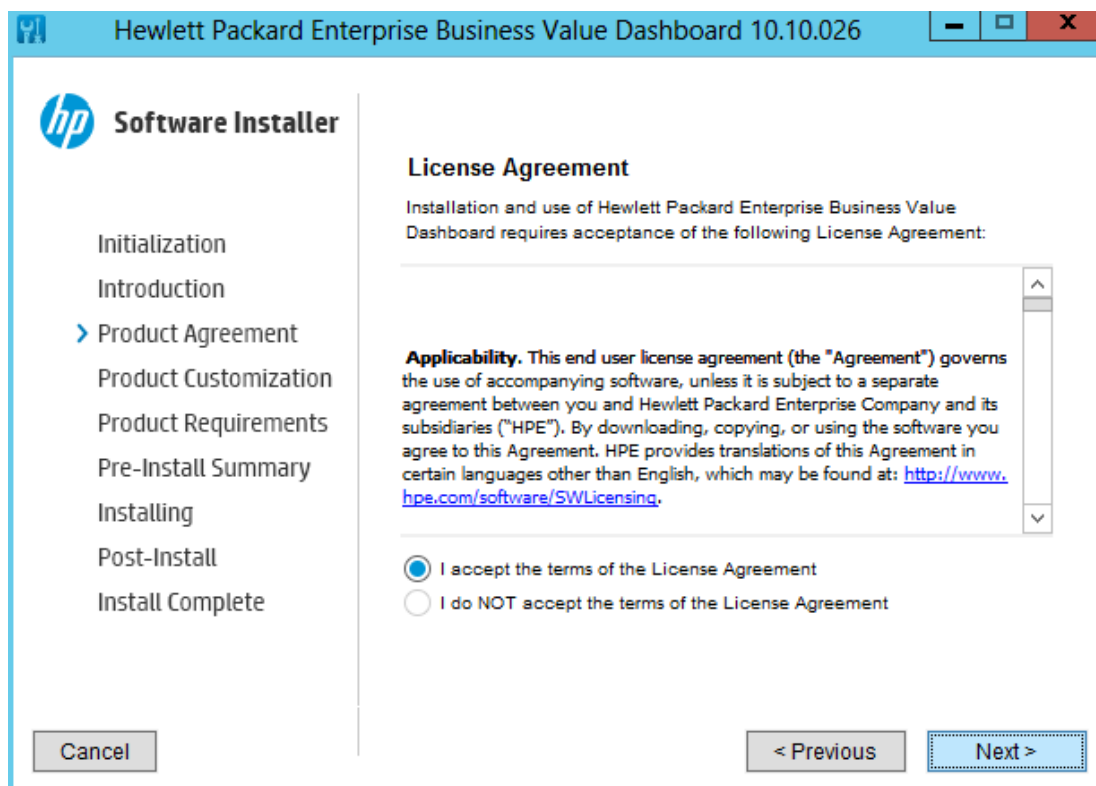 Hewlett Packard Enterprise Business Value Dashboard 10.10.026
hp
Software Installer
Initialization
Introduction
Product Agreement
Product Customization
Product Requirements
Pre-Install Summary
Installing
Post-Install
Install Complete
License Agreement
Installation and use of Hewlett Packard Enterprise Business Value
Dashboard requires acceptance of the following License Agreement:
Applicability. This end user license agreement (the "Agreement") governs
the use of accompanying software, unless it is subject to a separate
agreement between you and Hewlett Packard Enterprise Company and its
subsidiaries (“HPE”). By downloading, copying, or using the software you
agree to this Agreement. HPE provides translations of this Agreement in
certain languages other than English, which may be found at: http://www.
hpe.com/software/SWLicensing.
I accept the terms of the License Agreement
I do NOT accept the terms of the License Agreement
Cancel
< Previous
Next >